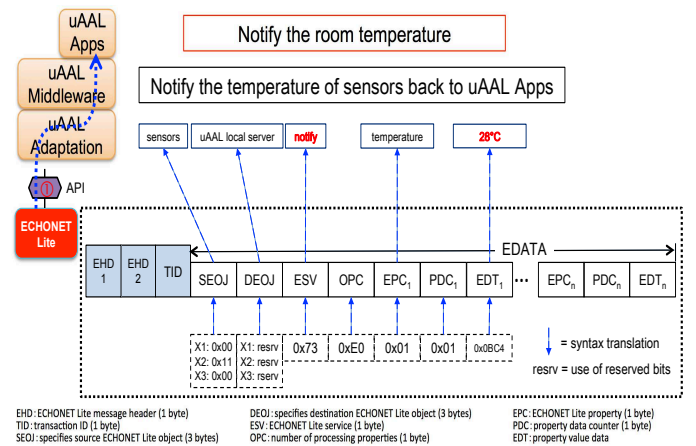 uAAL
Apps
uAAL
Middleware
uAAL
Adaptation
① API
ECHONET
Lite
Notify the room temperature
Notify the temperature of sensors back to uAAL Apps
sensors uAAL local server notify temperature 28°C
EDATA
EHD
1 EHD
2 TID SEOJ DEOJ ESV OPC EPC1 PDC1 EDT1 ... EPCn PDCn EDTn
X1: 0x00 X1: resrv 0x73 0xE0 0x01 0x01 0x0BC4
X2: 0x11 X2: resrv
X3: 0x00 X3: rserv
= syntax translation
resrv = use of reserved bits
EHD : ECHONET Lite message header (1 byte) DEOJ : specifies destination ECHONET Lite object (3 bytes) EPC : ECHONET Lite property (1 byte)
TID : transaction ID (1 byte) ESV : ECHONET Lite service (1 byte) PDC : property data counter (1 byte)
SEOJ : specifies source ECHONET Lite object (3 bytes) OPC : number of processing properties (1 byte) EDT : property value data